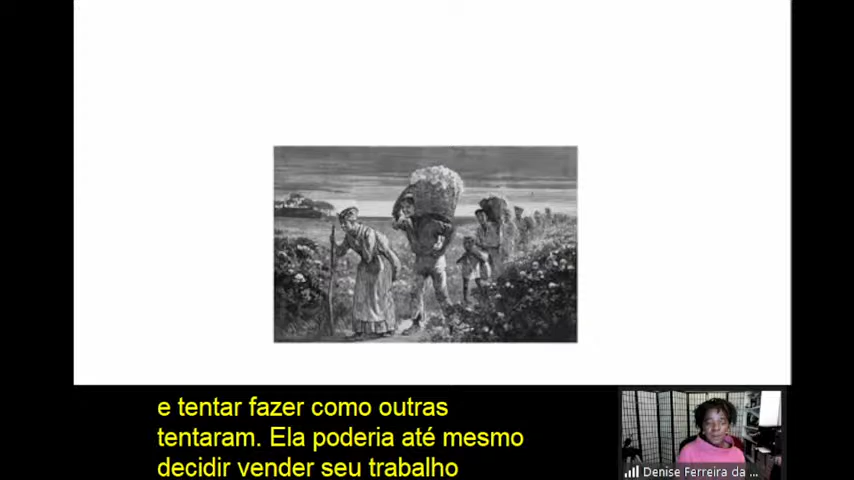 e tentar fazer como outras
tentaram. Ela poderia até mesmo
decidir vender seu trabalho
Denise Ferreira da ...